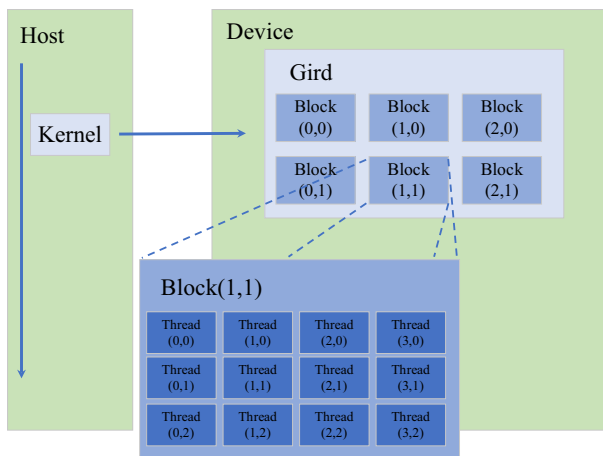 Host
Device
Gird
Kernel
Block
(0,0)
Block
(1,0)
Block
(2,0)
Block
(0,1)
Block
(1,1)
Block
(2,1)
Block(1,1)
Thread
(0,0)
Thread
(1,0)
Thread
(2,0)
Thread
(3,0)
Thread
(0,1)
Thread
(1,1)
Thread
(2,1)
Thread
(3,1)
Thread
(0,2)
Thread
(1,2)
Thread
(2,2)
Thread
(3,2)